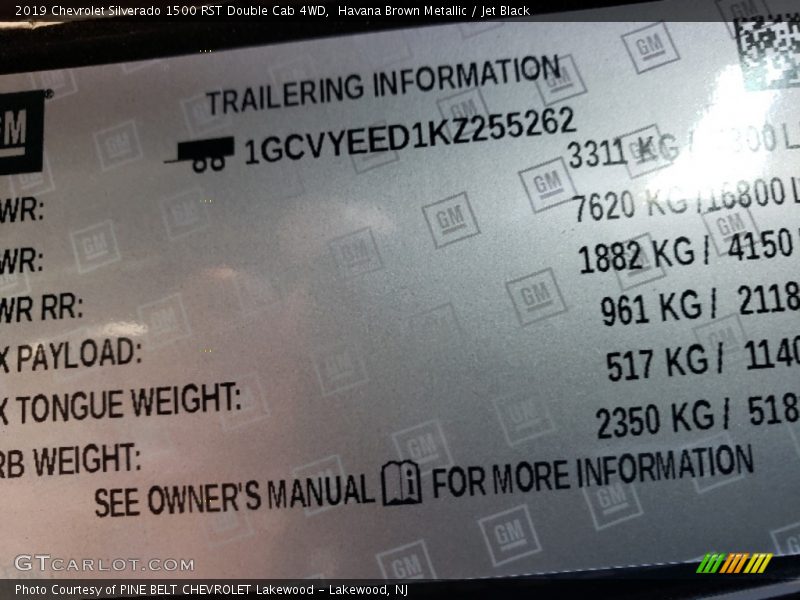 2019 Chevrolet Silverado 1500 RST Double Cab 4WD, Havana Brown Metallic / Jet Black
GM
TRAILERING INFORMATION
1GCVYEED1KZ255262
WR: 3311 KG / 300 L
WR: 7620 KG /16800 L
WR RR: 1882 KG / 4150
X PAYLOAD: 961 KG / 2118
X TONGUE WEIGHT: 517 KG / 1140
RB WEIGHT: 2350 KG / 518
SEE OWNER'S MANUAL FOR MORE INFORMATION
GTCARLOT.COM
Photo Courtesy of PINE BELT CHEVROLET Lakewood - Lakewood, NJ